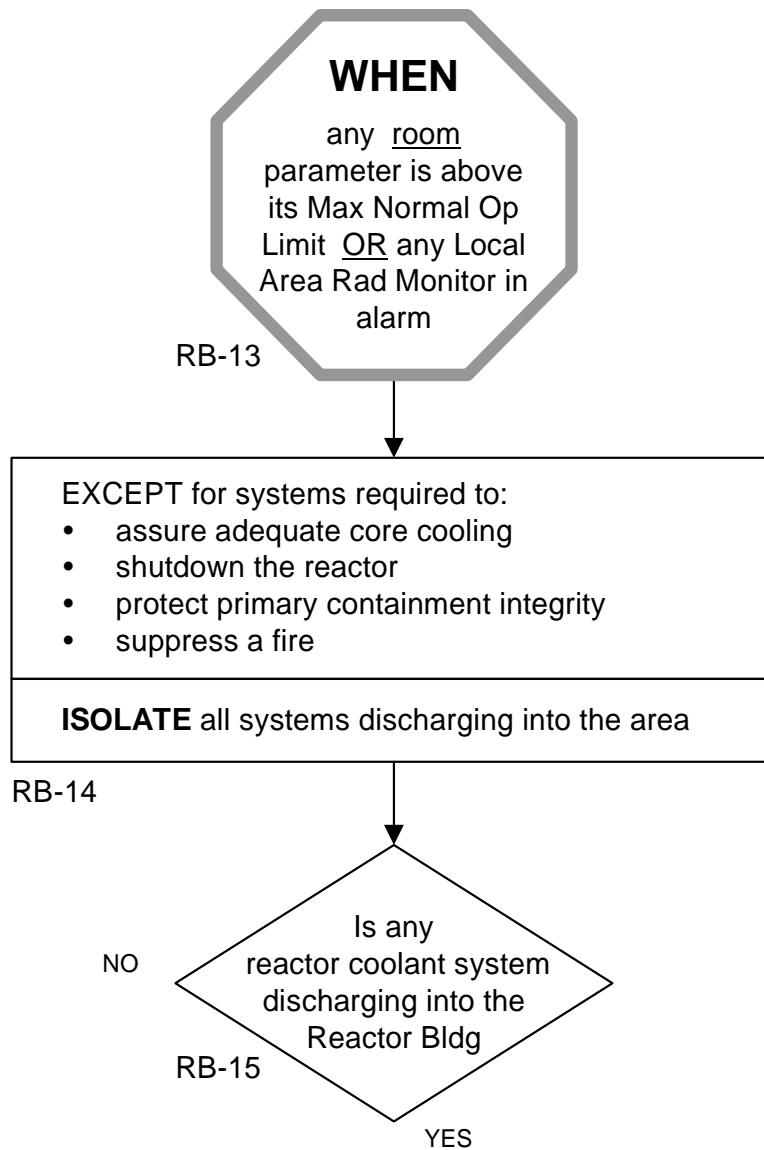 WHEN
any room
parameter is above
its Max Normal Op
Limit OR any Local
Area Rad Monitor in
alarm
RB-13
EXCEPT for systems required to:
• assure adequate core cooling
• shutdown the reactor
• protect primary containment integrity
• suppress a fire
ISOLATE all systems discharging into the area
RB-14
Is any
reactor coolant system
discharging into the
Reactor Bldg
NO
RB-15
YES